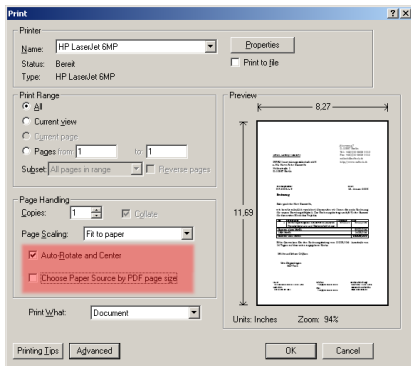 Print
Printer
Name: HP LaserJet 6MP
Properties
Status: Bereit
Print to file
Type: HP LaserJet 6MP
Print Range
All
Current view
Current page
Pages from: 1 to: 1
Subset: All pages in range
Reverse pages
Preview
8,27
11,69
Page Handling
Copies: 1
Collate
Page Scaling: Fit to paper
Auto-Rotate and Center
Choose Paper Source by PDF page size
Print What: Document
Units: Inches Zoom: 94%
Printing Tips
Advanced
OK
Cancel